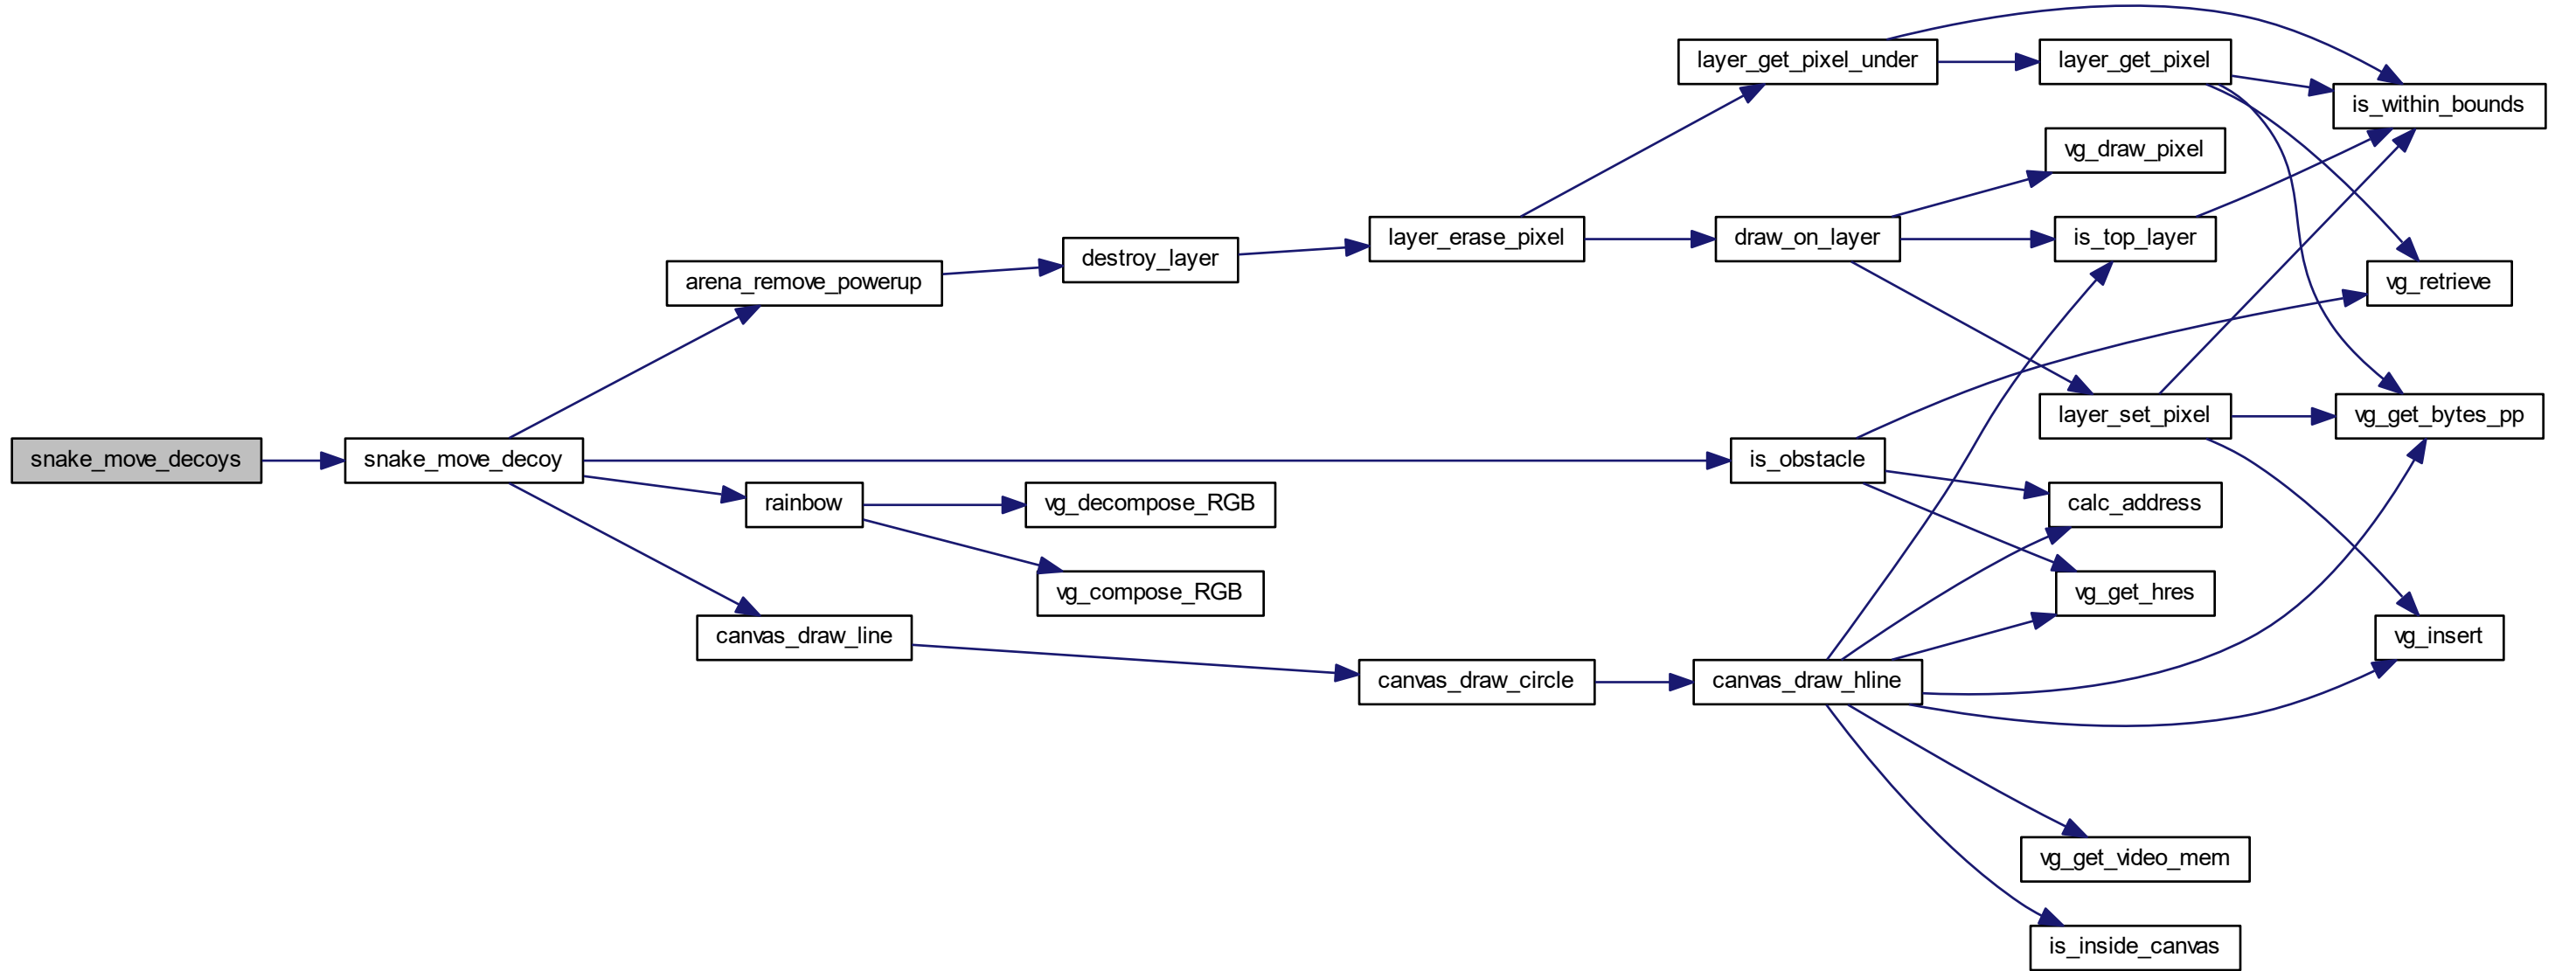 layer_get_pixel_under
layer_get_pixel
is_within_bounds
vg_draw_pixel
layer_erase_pixel
draw_on_layer
is_top_layer
destroy_layer
arena_remove_powerup
vg_retrieve
layer_set_pixel
vg_get_bytes_pp
snake_move_decoys
snake_move_decoy
is_obstacle
rainbow
vg_decompose_RGB
calc_address
vg_compose_RGB
vg_get_hres
canvas_draw_line
vg_insert
canvas_draw_circle
canvas_draw_hline
vg_get_video_mem
is_inside_canvas